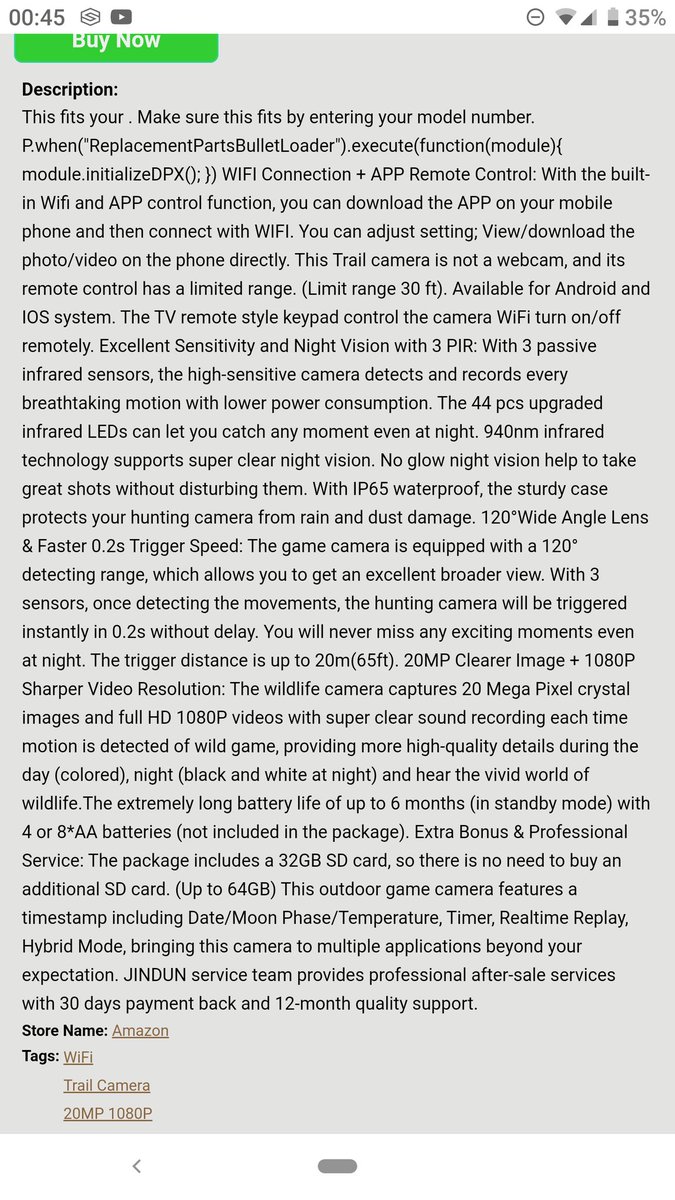 00:45
35%
Buy Now
Description:
This fits your . Make sure this fits by entering your model number.
P.when("ReplacementPartsBulletLoader").execute(function(module){
module.initializeDPX(); }) WIFI Connection + APP Remote Control: With the built-
in Wifi and APP control function, you can download the APP on your mobile
phone and then connect with WIFI. You can adjust setting; View/download the
photo/video on the phone directly. This Trail camera is not a webcam, and its
remote control has a limited range. (Limit range 30 ft). Available for Android and
IOS system. The TV remote style keypad control the camera WiFi turn on/off
remotely. Excellent Sensitivity and Night Vision with 3 PIR: With 3 passive
infrared sensors, the high-sensitive camera detects and records every
breathtaking motion with lower power consumption. The 44 pcs upgraded
infrared LEDs can let you catch any moment even at night. 940nm infrared
technology supports super clear night vision. No glow night vision help to take
great shots without disturbing them. With IP65 waterproof, the sturdy case
protects your hunting camera from rain and dust damage. 120°Wide Angle Lens
& Faster 0.2s Trigger Speed: The game camera is equipped with a 120°
detecting range, which allows you to get an excellent broader view. With 3
sensors, once detecting the movements, the hunting camera will be triggered
instantly in 0.2s without delay. You will never miss any exciting moments even
at night. The trigger distance is up to 20m(65ft). 20MP Clearer Image + 1080P
Sharper Video Resolution: The wildlife camera captures 20 Mega Pixel crystal
images and full HD 1080P videos with super clear sound recording each time
motion is detected of wild game, providing more high-quality details during the
day (colored), night (black and white at night) and hear the vivid world of
wildlife.The extremely long battery life of up to 6 months (in standby mode) with
4 or 8*AA batteries (not included in the package). Extra Bonus & Professional
Service: The package includes a 32GB SD card, so there is no need to buy an
additional SD card. (Up to 64GB) This outdoor game camera features a
timestamp including Date/Moon Phase/Temperature, Timer, Realtime Replay,
Hybrid Mode, bringing this camera to multiple applications beyond your
expectation. JINDUN service team provides professional after-sale services
with 30 days payment back and 12-month quality support.
Store Name: Amazon
Tags: WiFi
Trail Camera
20MP 1080P